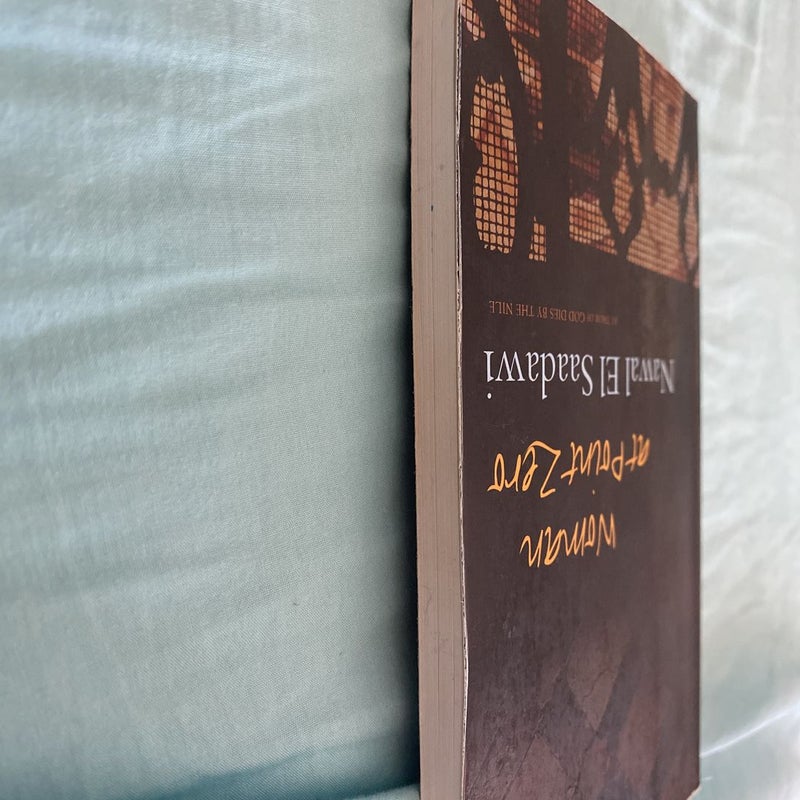 Woman
at Point Zero
Nawal El Saadawi
AUTHOR OF GOD DIES BY THE NILE